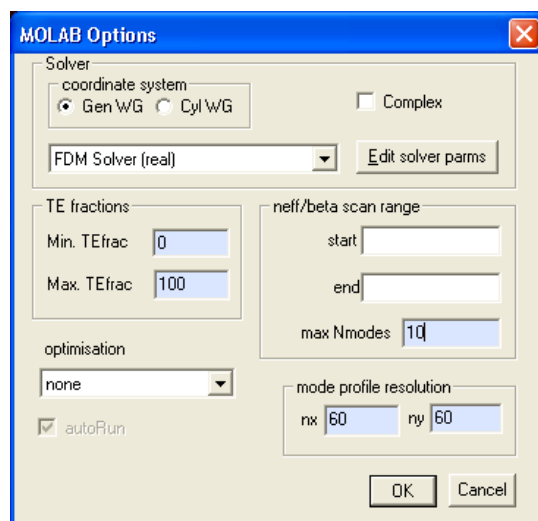 MOLAB Options
Solver
coordinate system
Gen WG Cyl WG
Complex
FDM Solver (real)
Edit solver parms
TE fractions
Min. TEfrac 0
Max. TEfrac 100
neff/beta scan range
start
end
max Nmodes 10
optimisation
none
autoRun
mode profile resolution
nx 60 ny 60
OK Cancel